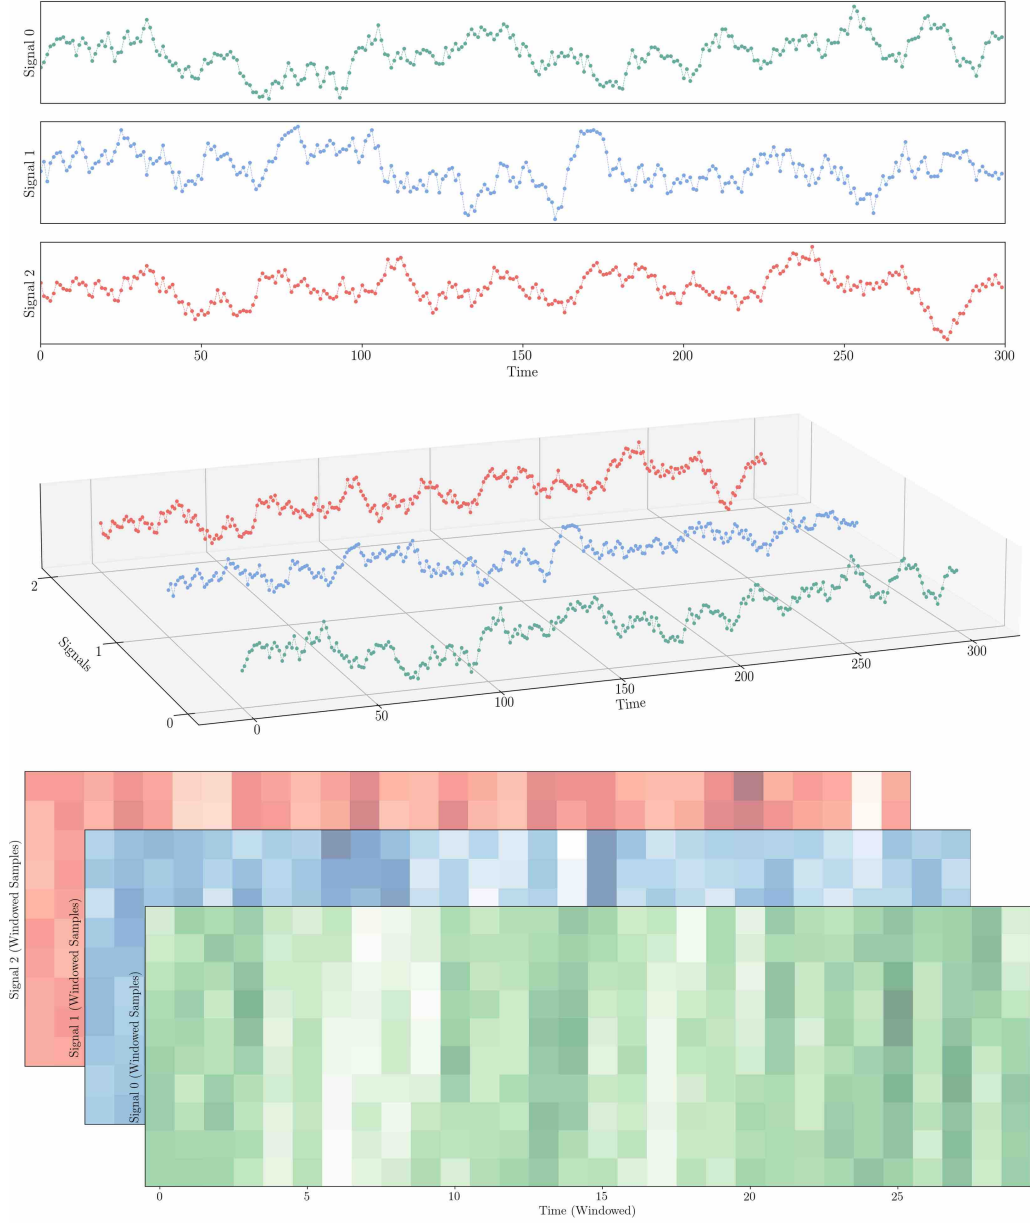 Signal 0
Signal 1
Signal 2
0 50 100 150 200 250 300
Time
2
1
0
Signals
0 50 100 150 200 250 300
Time
Signal 2 (Windowed Samples)
Signal 1 (Windowed Samples)
Signal 0 (Windowed Samples)
0 5 10 15 20 25
Time (Windowed)